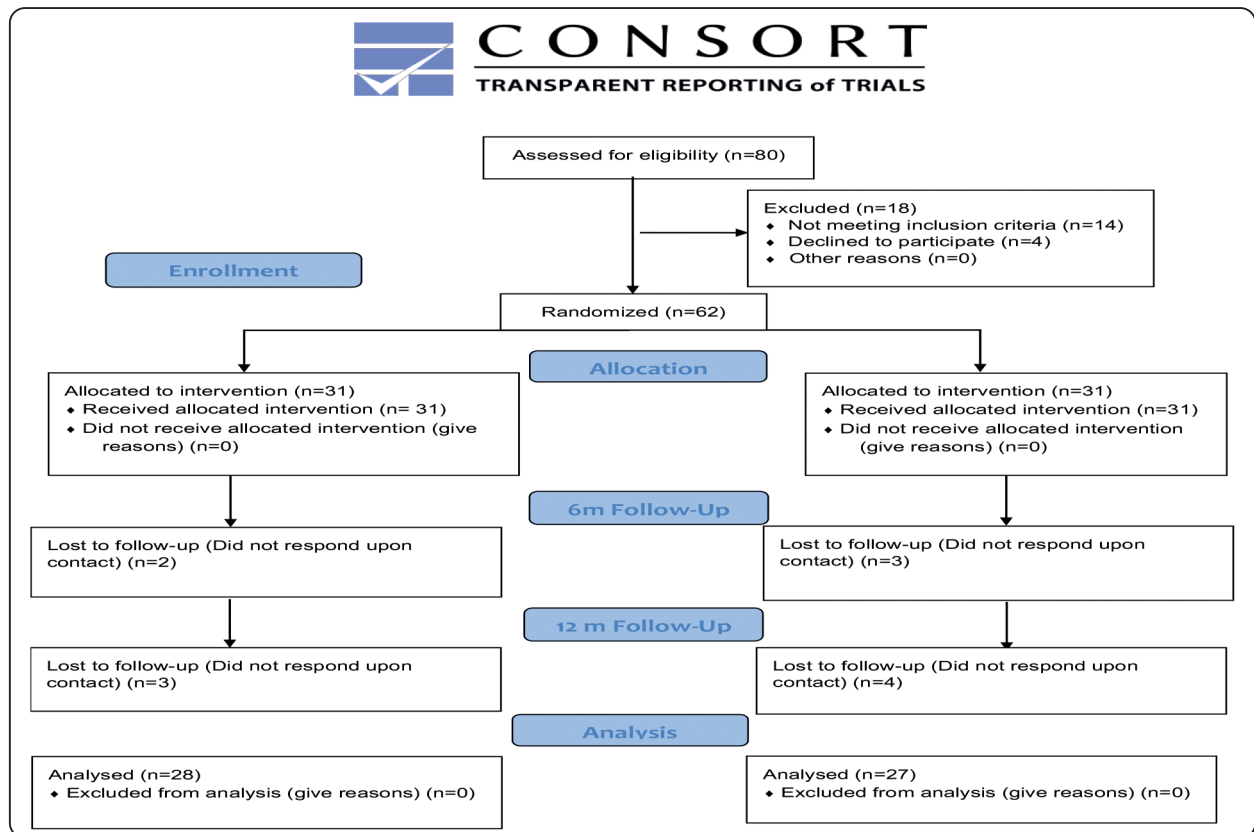 CONSORT
TRANSPARENT REPORTING of TRIALS
Assessed for eligibility (n=80)
Excluded (n=18)
◆ Not meeting inclusion criteria (n=14)
◆ Declined to participate (n=4)
◆ Other reasons (n=0)
Enrollment
Randomized (n=62)
Allocation
Allocated to intervention (n=31)
◆ Received allocated intervention (n= 31)
◆ Did not receive allocated intervention (give
reasons) (n=0)
Allocated to intervention (n=31)
◆ Received allocated intervention (n=31)
◆ Did not receive allocated intervention
(give reasons) (n=0)
6m Follow-Up
Lost to follow-up (Did not respond upon
contact) (n=2)
Lost to follow-up (Did not respond upon
contact) (n=3)
12 m Follow-Up
Lost to follow-up (Did not respond upon
contact) (n=3)
Lost to follow-up (Did not respond upon
contact) (n=4)
Analysis
Analysed (n=28)
◆ Excluded from analysis (give reasons) (n=0)
Analysed (n=27)
◆ Excluded from analysis (give reasons) (n=0)